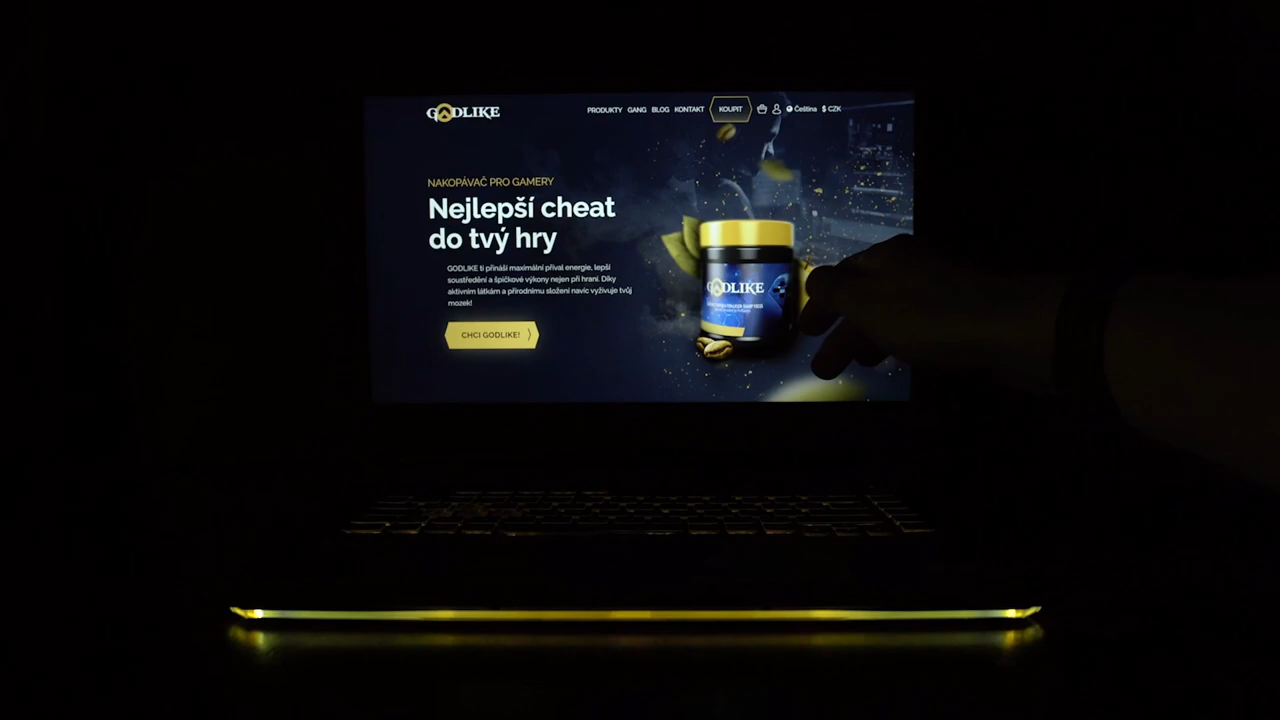 GODLIKE
PRODUKTY GANG BLOG KONTAKT KOUPIT Čeština $ CZK
NAKOPÁVAČ PRO GAMERY
Nejlepší cheat
do tvý hry
GODLIKE ti přináší maximální příval energie, lepší
soustředění a špičkové výkony nejen při hraní. Díky
aktivním látkám a přírodnímu složení navíc vyživuje tvůj
mozek!
CHCI GODLIKE!
GODLIKE